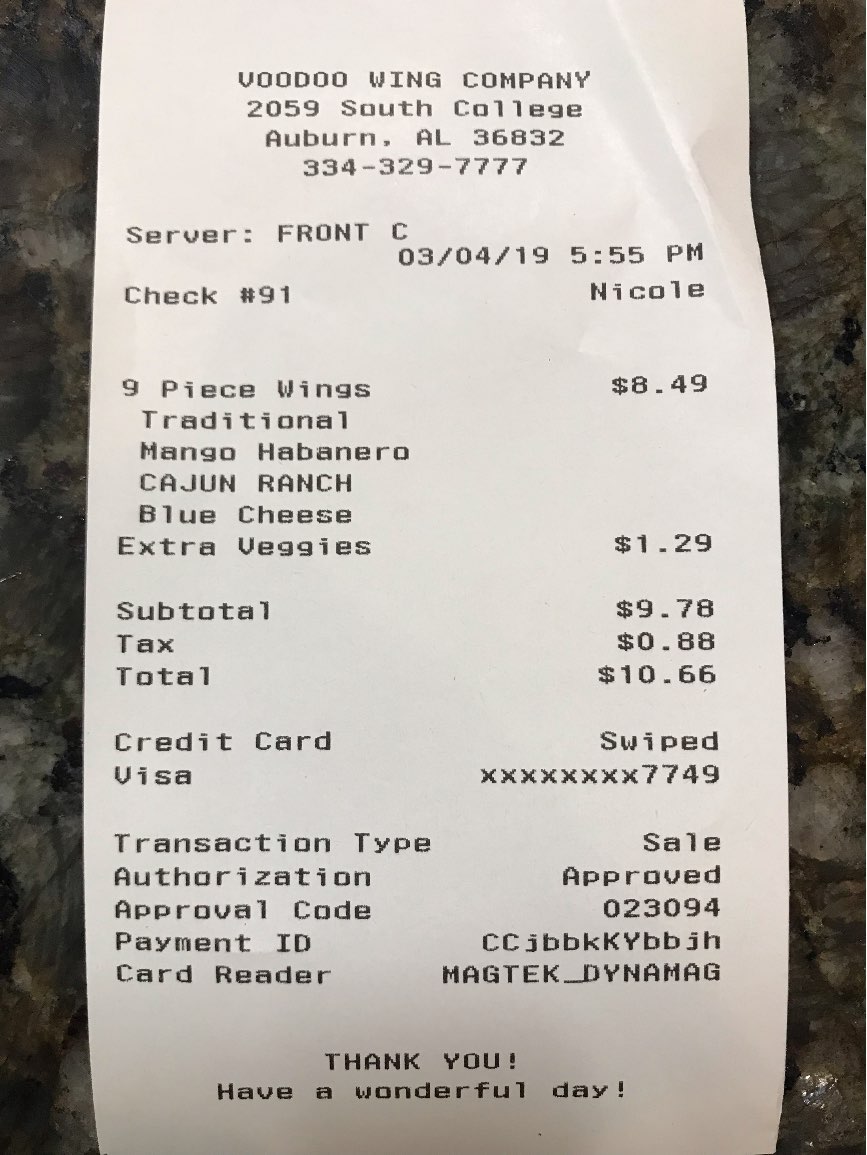 VOODOO WING COMPANY
2059 South College
Auburn, AL 36832
334-329-7777
Server: FRONT C
03/04/19 5:55 PM
Check #91 Nicole
9 Piece Wings $8.49
Traditional
Mango Habanero
CAJUN RANCH
Blue Cheese
Extra Veggies $1.29
Subtotal $9.78
Tax $0.88
Total $10.66
Credit Card Swiped
Visa xxxxxxxx7749
Transaction Type Sale
Authorization Approved
Approval Code 023094
Payment ID CCjbbkKYbbjh
Card Reader MAGTEK_DYNAMAG
THANK YOU!
Have a wonderful day!